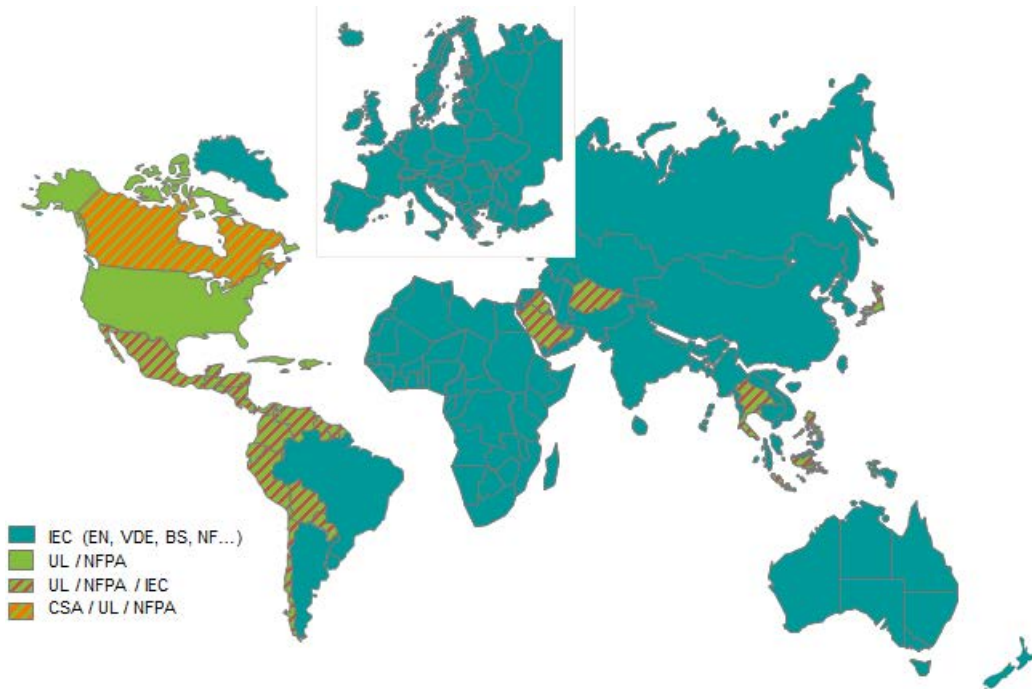 IEC (EN, VDE, BS, NF...)
UL / NFPA
UL / NFPA / IEC
CSA / UL / NFPA